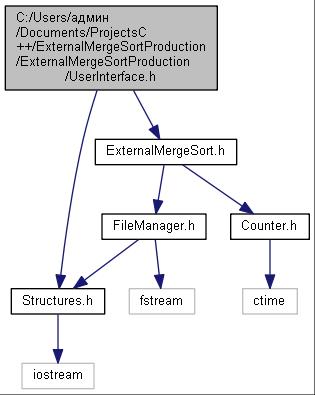 C:/Users/админ
/Documents/ProjectsC
++/ExternalMergeSortProduction
/ExternalMergeSortProduction
/UserInterface.h
ExternalMergeSort.h
FileManager.h
Counter.h
Structures.h
fstream
ctime
iostream